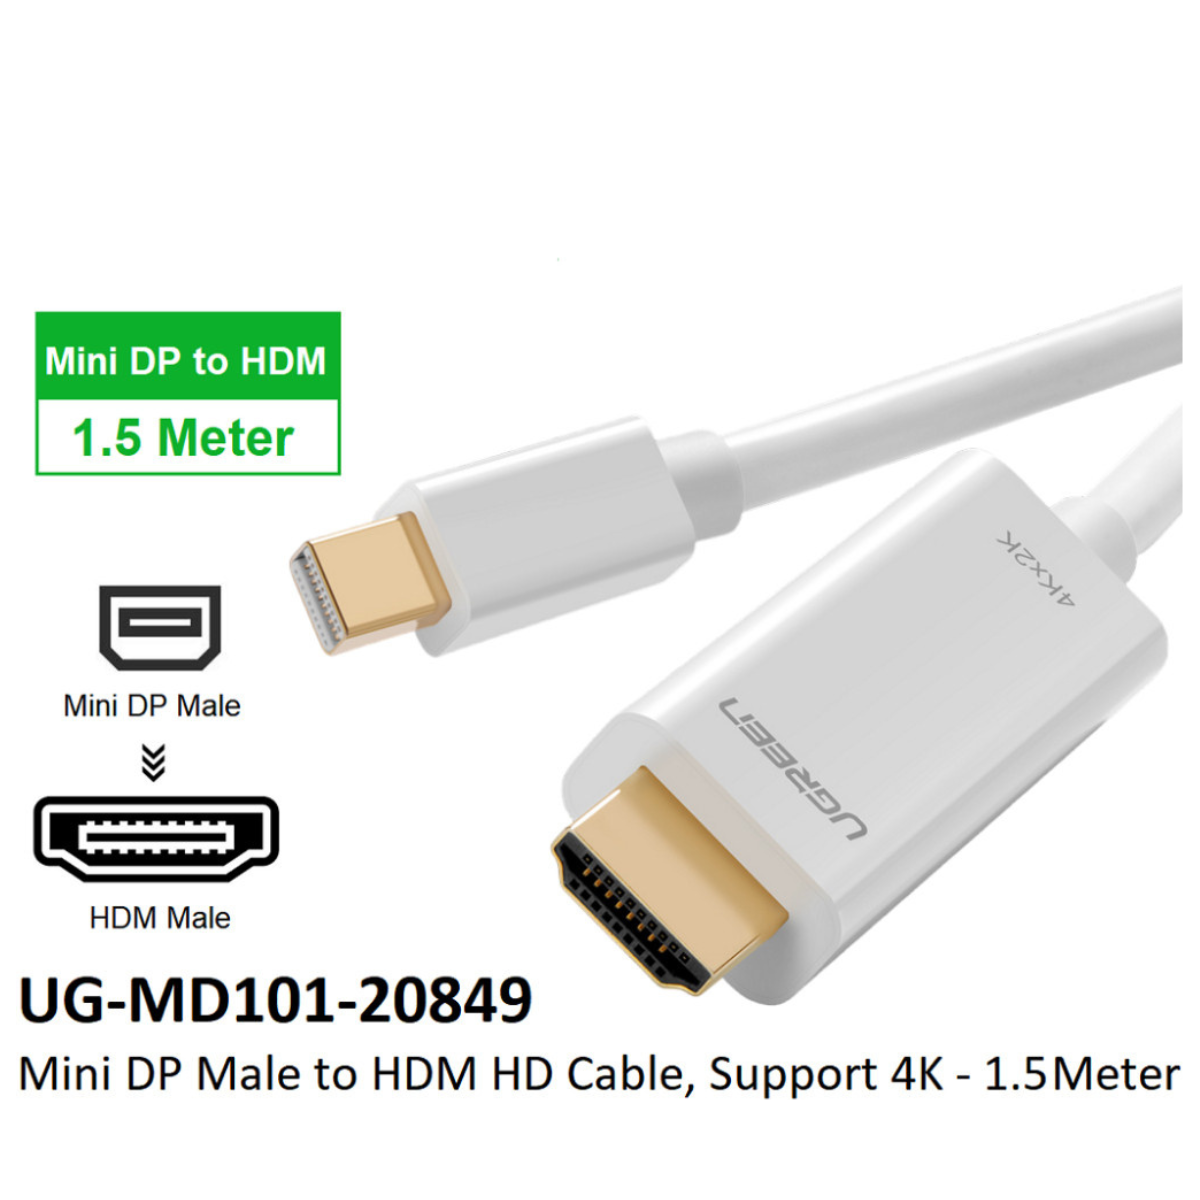 Mini DP to HDM
1.5 Meter
4Kx2K
UGREEN
Mini DP Male
HDM Male
UG-MD101-20849
Mini DP Male to HDM HD Cable, Support 4K - 1.5Meter